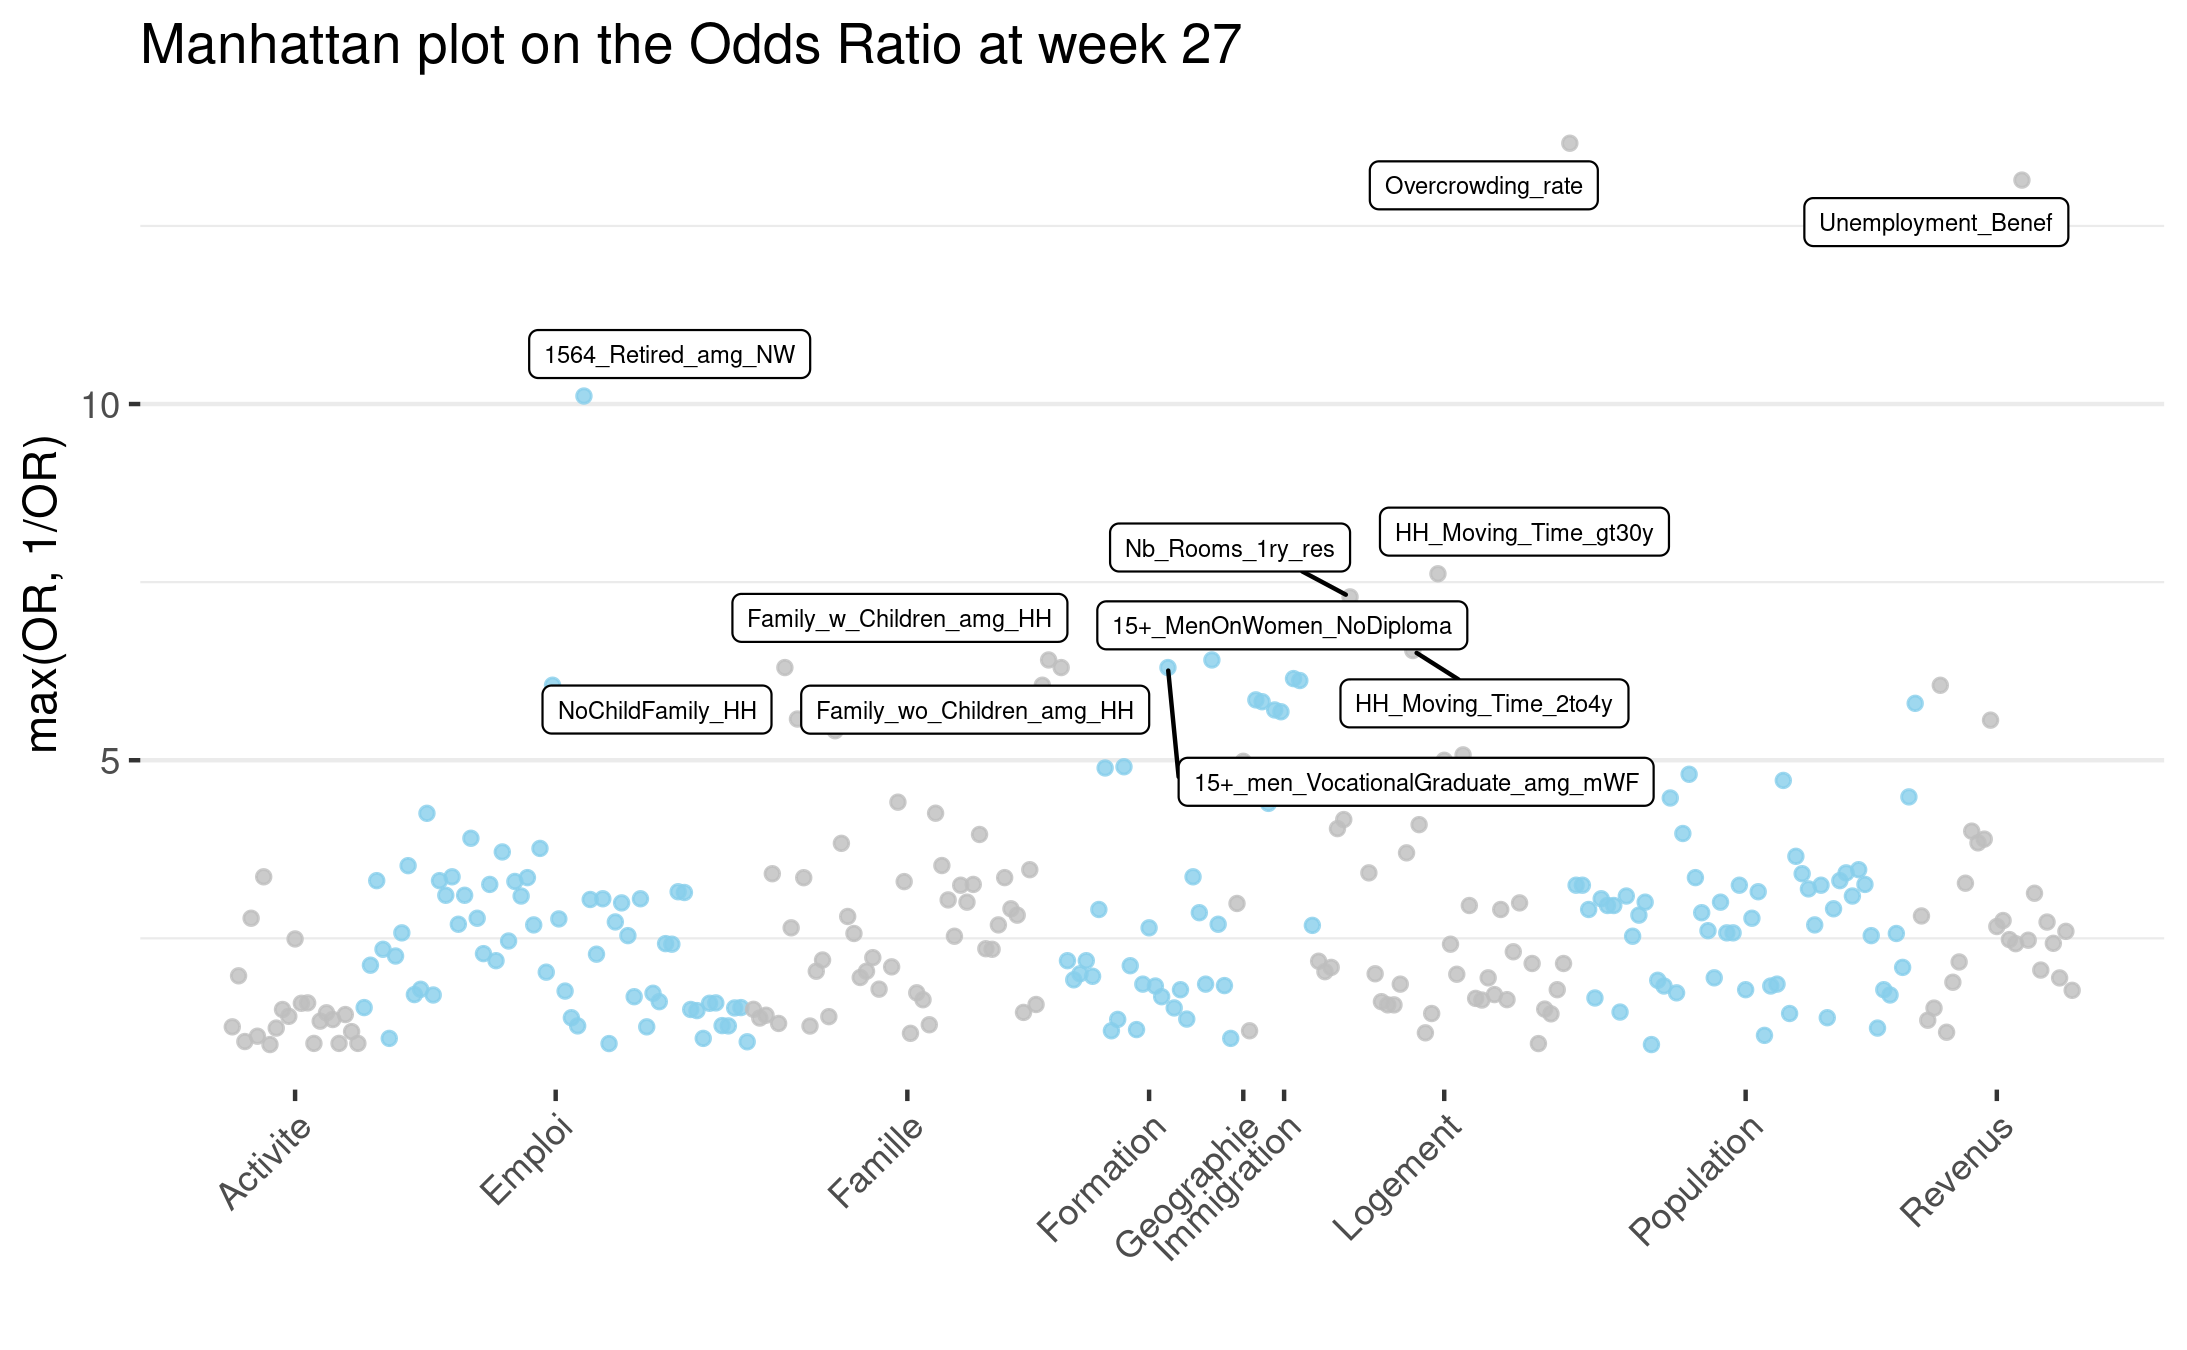 Manhattan plot on the Odds Ratio at week 27
max(OR, 1/OR)
10
5
Overcrowding_rate
Unemployment_Benef
1564_Retired_amg_NW
HH_Moving_Time_gt30y
Nb_Rooms_1ry_res
Family_w_Children_amg_HH
15+_MenOnWomen_NoDiploma
HH_Moving_Time_2to4y
NoChildFamily_HH
Family_wo_Children_amg_HH
15+_men_VocationalGraduate_amg_mWF
Activite
Emploi
Famille
Formation
Geographie
Immigration
Logement
Population
Revenus